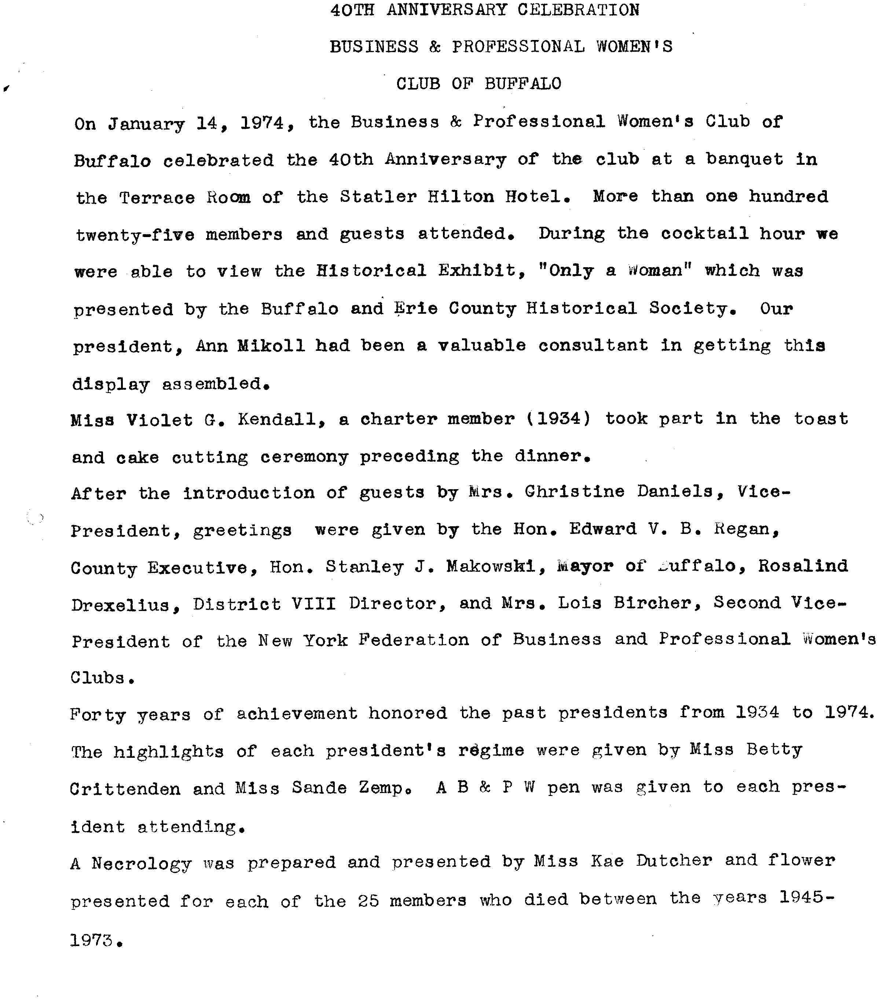 40TH ANNIVERSARY CELEBRATION
BUSINESS & PROFESSIONAL WOMEN'S
CLUB OF BUFFALO
On January 14, 1974, the Business & Professional Women's Club of
Buffalo celebrated the 40th Anniversary of the club at a banquet in
the Terrace Room of the Statler Hilton Hotel. More than one hundred
twenty-five members and guests attended. During the cocktail hour we
were able to view the Historical Exhibit, "Only a Woman" which was
presented by the Buffalo and Erie County Historical Society. Our
president, Ann Mikoll had been a valuable consultant in getting this
display assembled.
Miss Violet G. Kendall, a charter member (1934) took part in the toast
and cake cutting ceremony preceding the dinner.
After the introduction of guests by Mrs. Christine Daniels, Vice-
President, greetings were given by the Hon. Edward V. B. Regan,
County Executive, Hon. Stanley J. Makowski, Mayor of Buffalo, Rosalind
Drexelius, District VIII Director, and Mrs. Lois Bircher, Second Vice-
President of the New York Federation of Business and Professional Women's
Clubs.
Forty years of achievement honored the past presidents from 1934 to 1974.
The highlights of each president's régime were given by Miss Betty
Crittenden and Miss Sande Zemp. A B & P W pen was given to each pres-
ident attending.
A Necrology was prepared and presented by Miss Kae Dutcher and flower
presented for each of the 25 members who died between the years 1945-
1973.